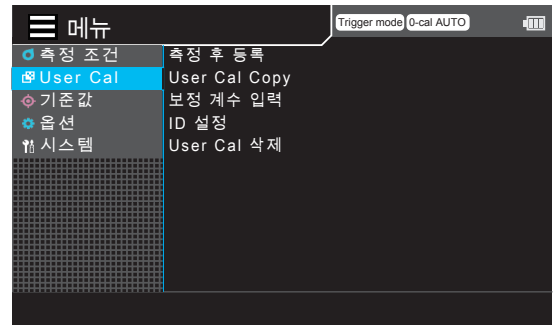 메뉴
Trigger mode 0-cal AUTO
측정 조건
User Cal
기준값
옵션
시스템
측정 후 등록
User Cal Copy
보정 계수 입력
ID 설정
User Cal 삭제